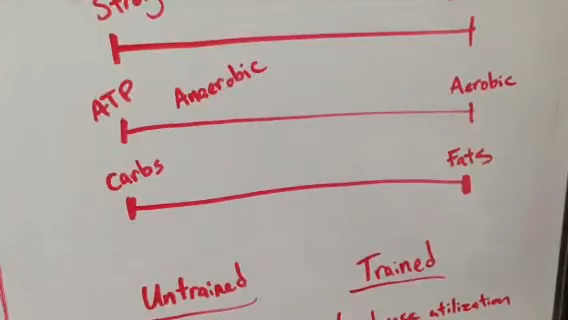 ATP Anaerobic Aerobic
Carbs Fats
Untrained Trained
utilization